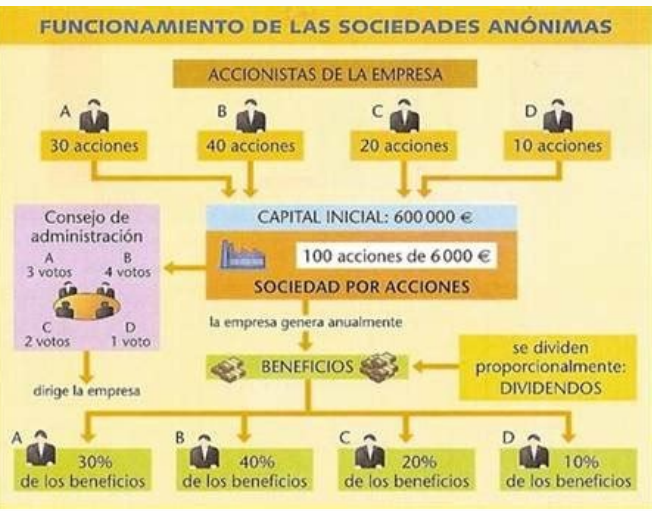 FUNCIONAMIENTO DE LAS SOCIEDADES ANÓNIMAS
ACCIONISTAS DE LA EMPRESA
A
B
C
D
30 acciones
40 acciones
20 acciones
10 acciones
Consejo de
administración
A
3 votos
B
4 votos
C
2 votos
D
1 voto
dirige la empresa
CAPITAL INICIAL: 600 000 €
100 acciones de 6 000 €
SOCIEDAD POR ACCIONES
la empresa genera anualmente
BENEFICIOS
se dividen
proporcionalmente:
DIVIDENDOS
A
30%
de los beneficios
B
40%
de los beneficios
C
20%
de los beneficios
D
10%
de los beneficios